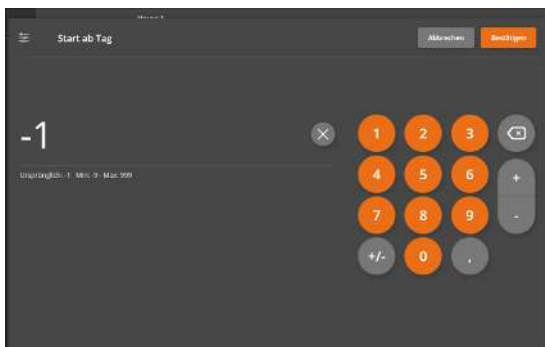 Start ab Tag
Abbrechen
Bestätigen
-1
1 2 3
Ursprünglich: -1 Min: -9 - Max: 999
4 5 6 +
7 8 9 -
+/- 0 ,